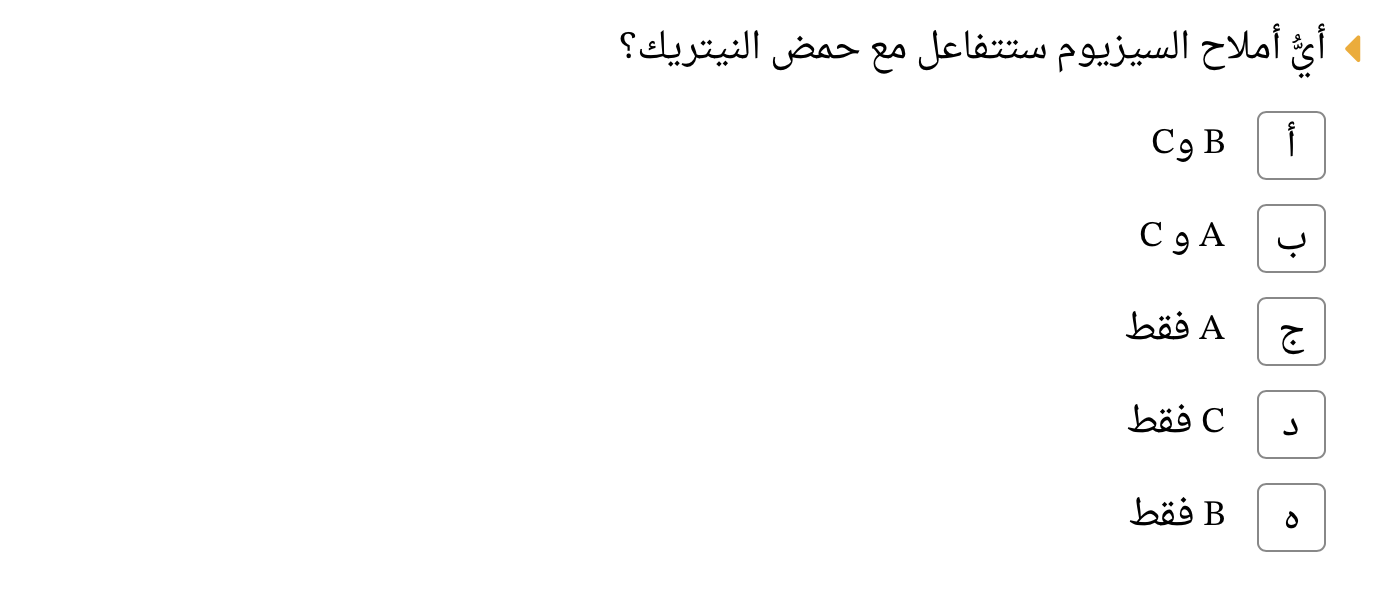 أيُّ أملاح السيزيوم ستتفاعل مع حمض النيتريك؟
أ B وC
ب A و C
ج A فقط
د C فقط
ه B فقط